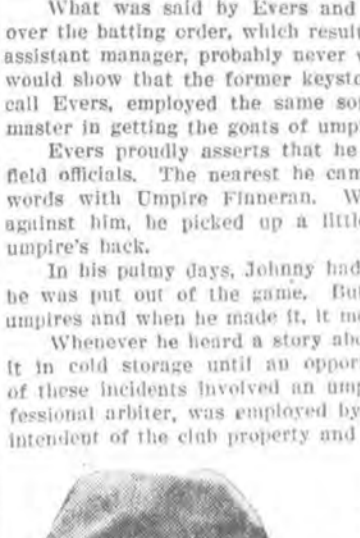 What was said by Evers and
over the batting order, which result
assistant manager, probably never
would show that the former keysto
call Evers, employed the same so
master in getting the goats of ump
Evers proudly asserts that he
field officials. The nearest he cam
words with Umpire Finneran. W
against him, he picked up a littl
umpire's back.
In his palmy days, Johnny had
he was put out of the game. But
umpires and when he made it, it m
Whenever he heard a story abo
it in cold storage until an oppor
of these incidents involved an ump
fessional arbiter, was employed by
intendent of the club property and